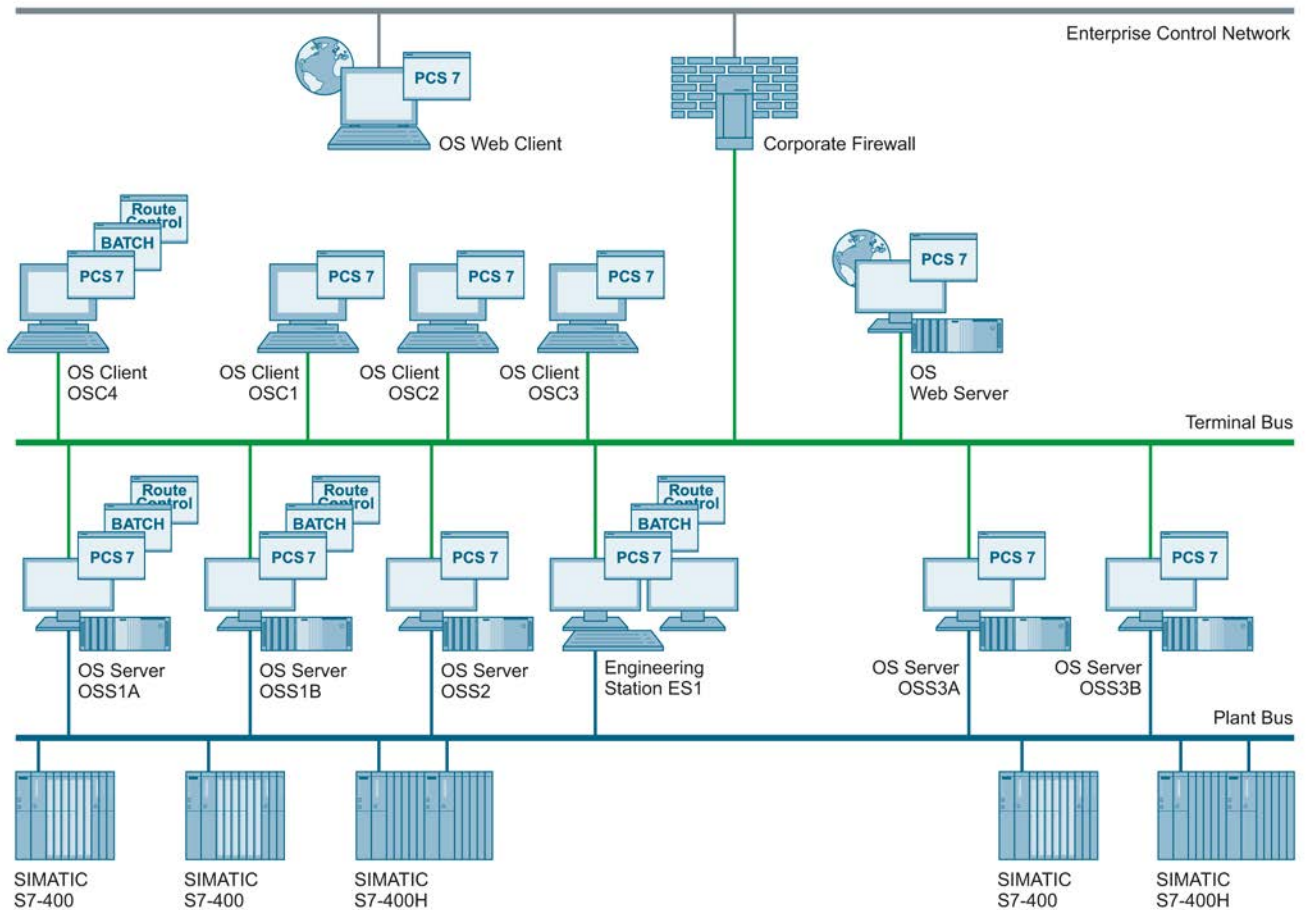 Enterprise Control Network
PCS 7
OS Web Client
Corporate Firewall
Route
Control
BATCH
PCS 7
OS Client
OSC4
PCS 7
OS Client
OSC1
PCS 7
OS Client
OSC2
PCS 7
OS Client
OSC3
PCS 7
OS
Web Server
Terminal Bus
Route
Control
BATCH
PCS 7
OS Server
OSS1A
Route
Control
BATCH
PCS 7
OS Server
OSS1B
PCS 7
OS Server
OSS2
Route
Control
BATCH
PCS 7
Engineering
Station ES1
PCS 7
OS Server
OSS3A
PCS 7
OS Server
OSS3B
Plant Bus
SIMATIC
S7-400
SIMATIC
S7-400
SIMATIC
S7-400H
SIMATIC
S7-400
SIMATIC
S7-400H